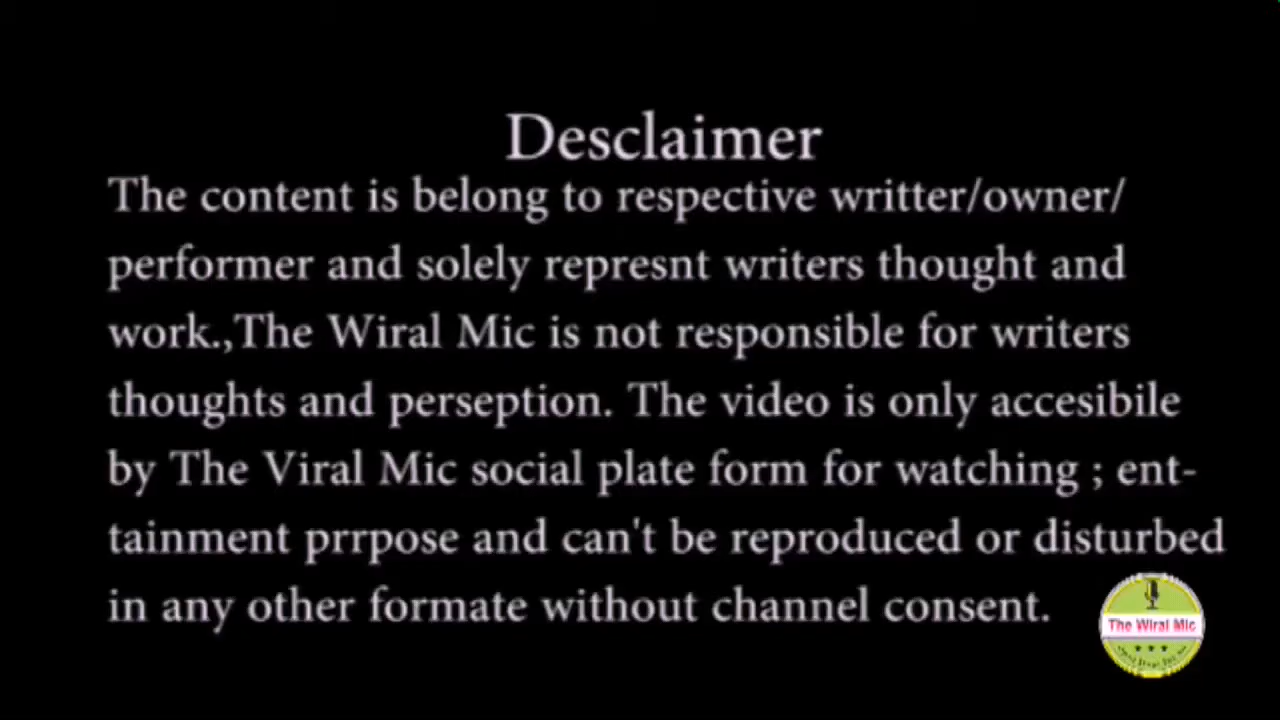 Desclaimer
The content is belong to respective writter/owner/
performer and solely represnt writers thought and
work.,The Wiral Mic is not responsible for writers
thoughts and perseption. The video is only accesibile
by The Viral Mic social plate form for watching ; ent-
tainment prrpose and can't be reproduced or disturbed
in any other formate without channel consent.
The Wiral Mic